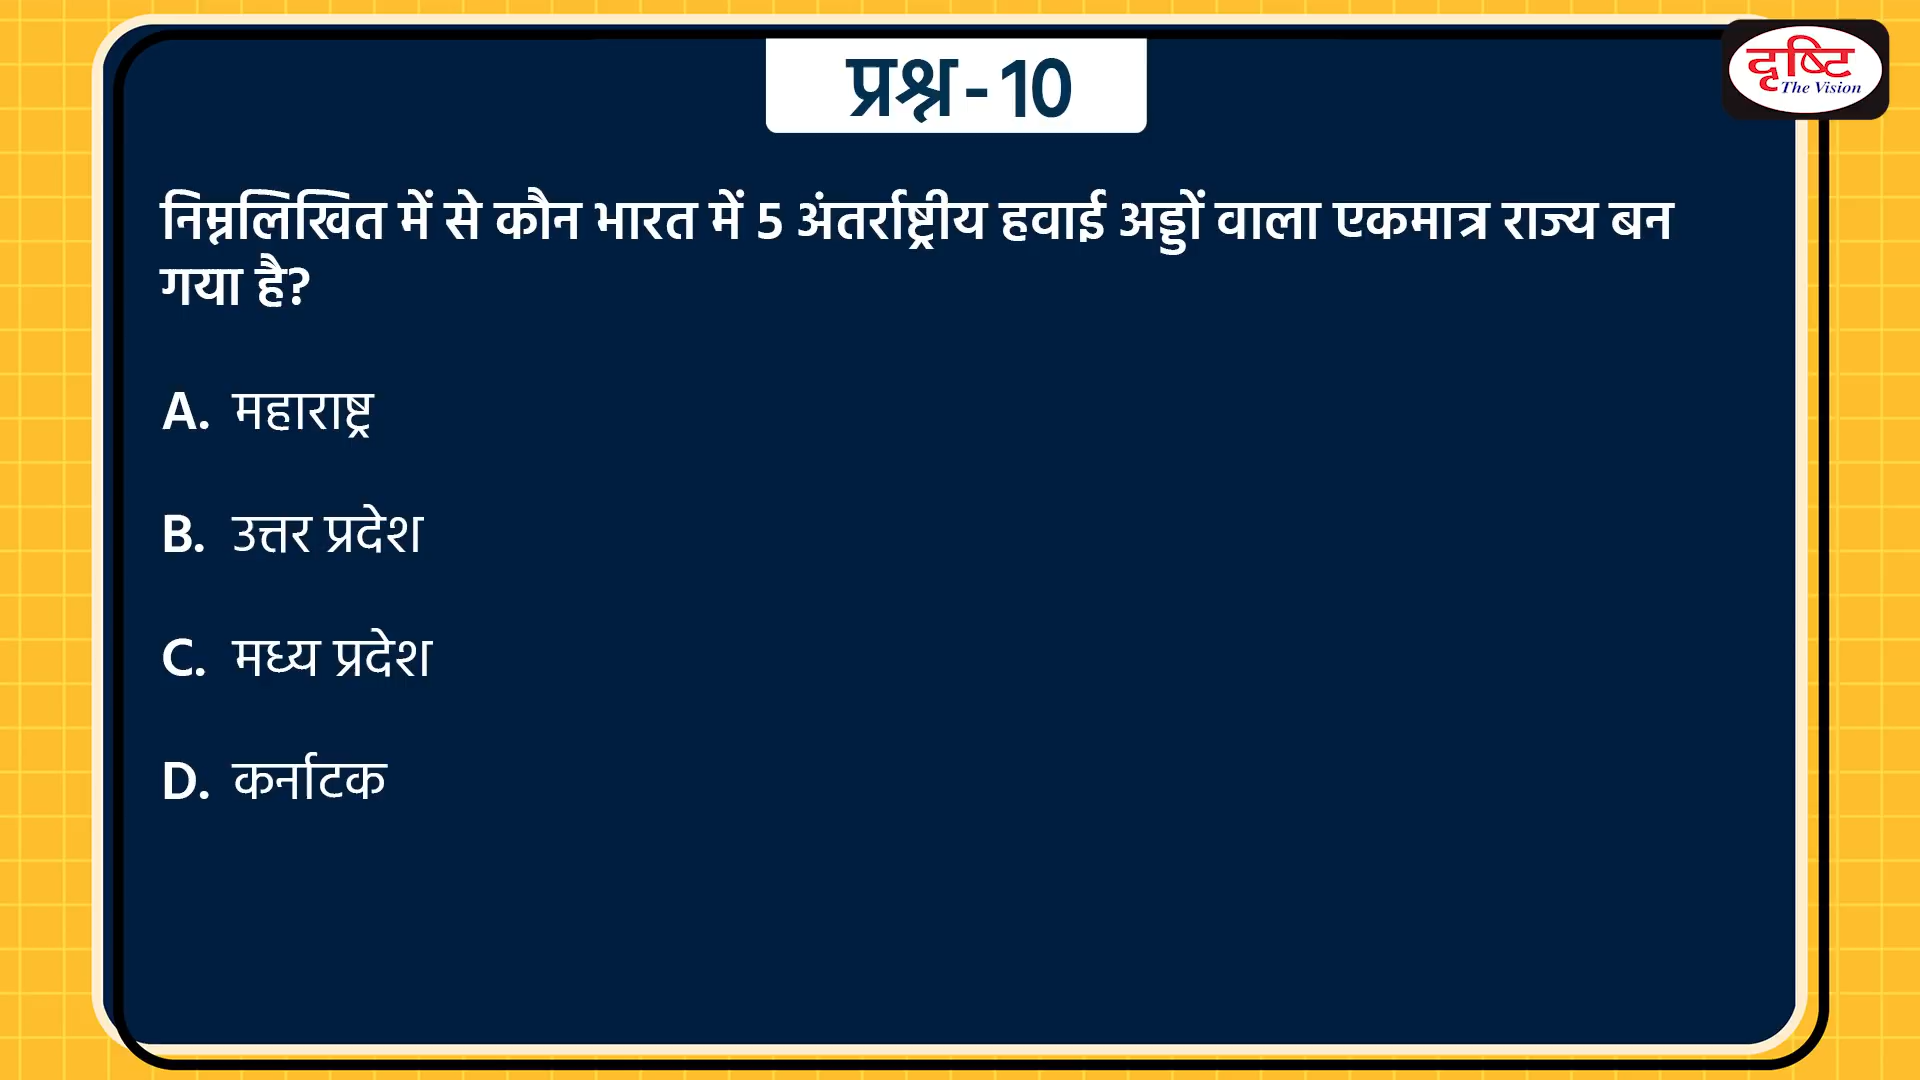 प्रश्न-10
दृष्टि
The Vision
निम्नलिखित में से कौन भारत में 5 अंतर्राष्ट्रीय हवाई अड्डों वाला एकमात्र राज्य बन
गया है?
A. महाराष्ट्र
B. उत्तर प्रदेश
C. मध्य प्रदेश
D. कर्नाटक